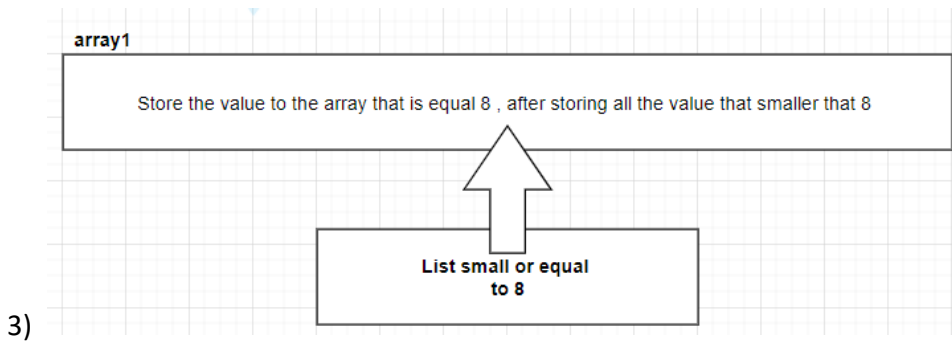 array1
Store the value to the array that is equal 8 , after storing all the value that smaller that 8
List small or equal
to 8
3)